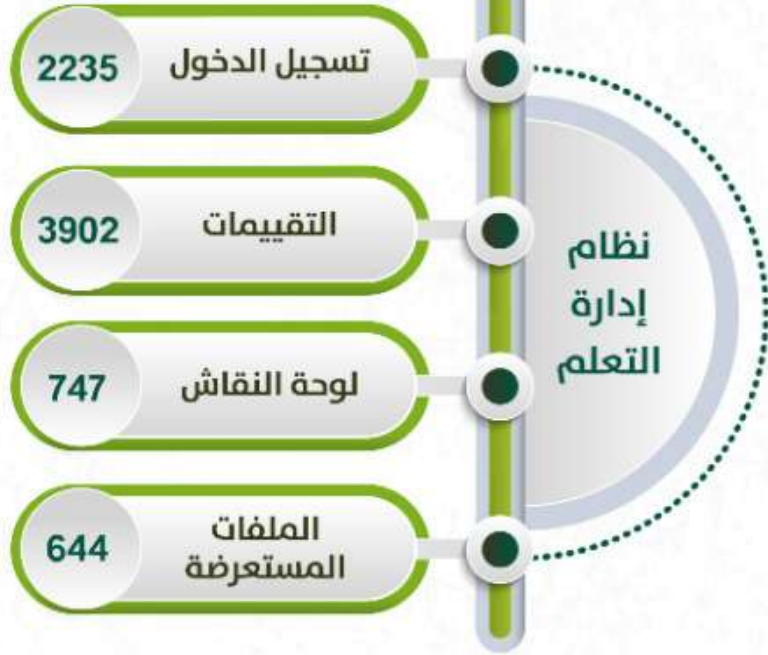 نظام
إدارة
التعلم
تسجيل الدخول
2235
التقييمات
3902
لوحة النقاش
747
الملفات
المستعرضة
644